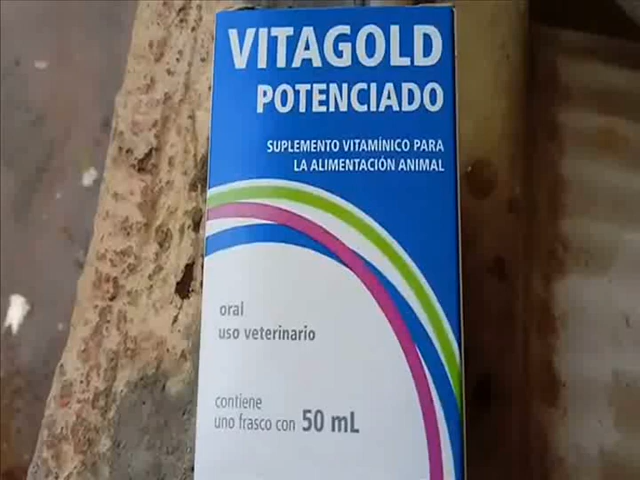 VITAGOLD
POTENCIADO
SUPLEMENTO VITAMÍNICO PARA
LA ALIMENTACIÓN ANIMAL
oral
uso veterinario
contiene
uno frasco con 50 mL